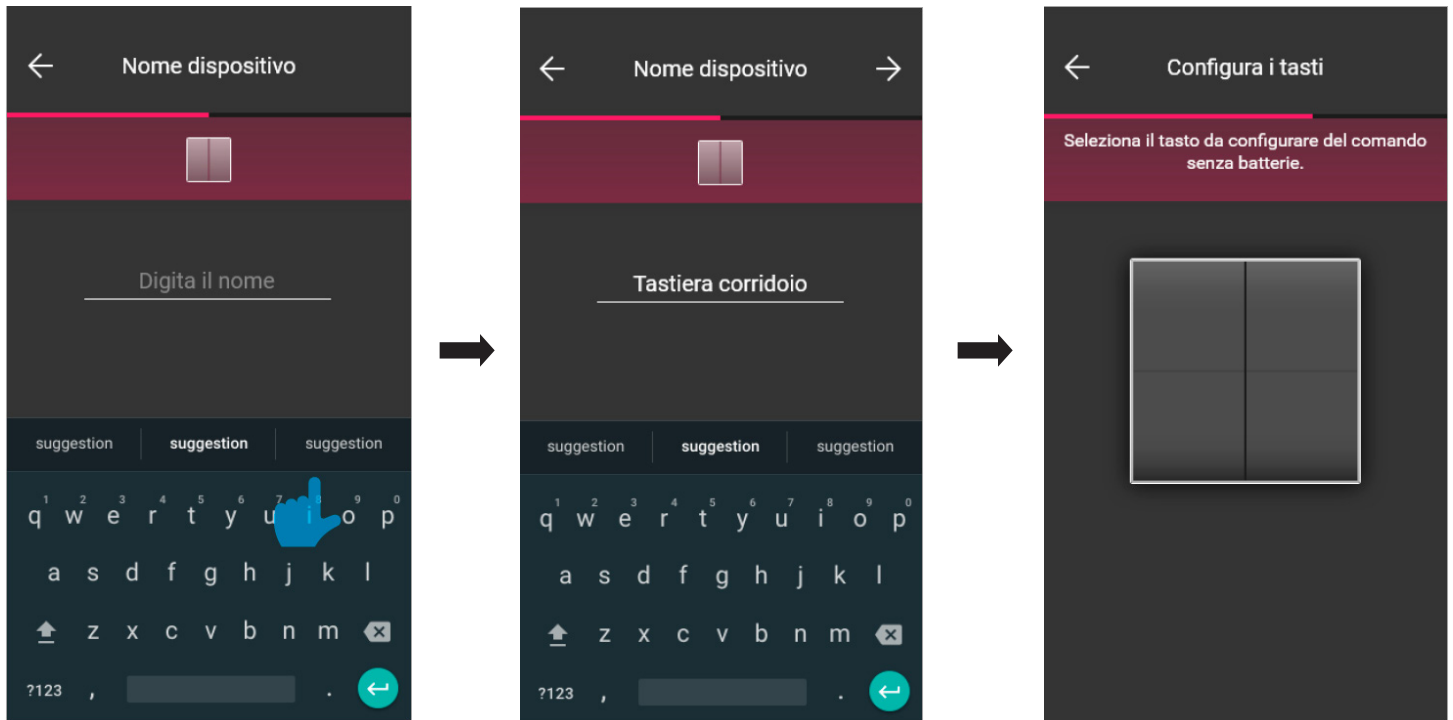 Nome dispositivo
Digita il nome
suggestion suggestion suggestion
1 2 3 4 5 6 7 8 9 0
q w e r t y u i o p
a s d f g h j k l
z x c v b n m
?123 , .
Nome dispositivo
Tastiera corridoio
suggestion suggestion suggestion
1 2 3 4 5 6 7 8 9 0
q w e r t y u i o p
a s d f g h j k l
z x c v b n m
?123 , .
Configura i tasti
Seleziona il tasto da configurare del comando
senza batterie.